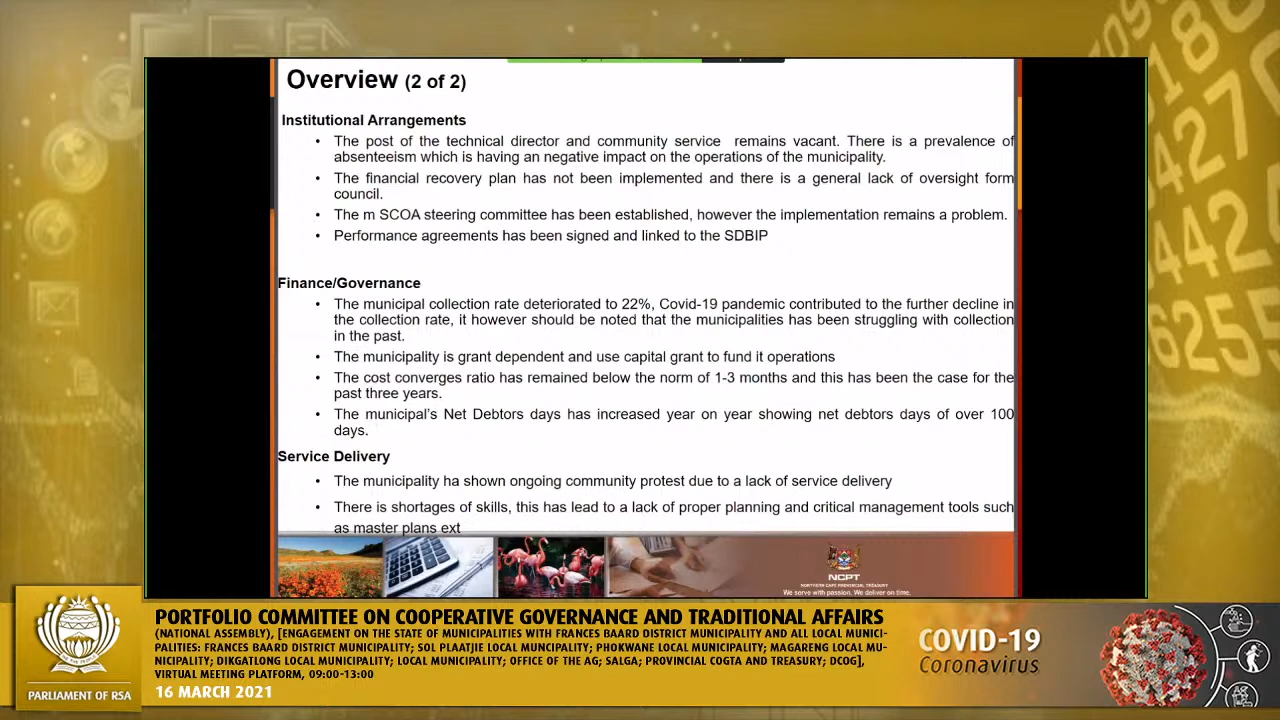 Overview (2 of 2)
Institutional Arrangements
• The post of the technical director and community service remains vacant. There is a prevalence of
absenteeism which is having an negative impact on the operations of the municipality.
• The financial recovery plan has not been implemented and there is a general lack of oversight form
council.
• The m SCOA steering committee has been established, however the implementation remains a problem.
• Performance agreements has been signed and linked to the SDBIP
Finance/Governance
• The municipal collection rate deteriorated to 22%, Covid-19 pandemic contributed to the further decline in
the collection rate, it however should be noted that the municipalities has been struggling with collection
in the past.
• The municipality is grant dependent and use capital grant to fund it operations
• The cost converges ratio has remained below the norm of 1-3 months and this has been the case for the
past three years.
• The municipal's Net Debtors days has increased year on year showing net debtors days of over 100
days.
Service Delivery
• The municipality ha shown ongoing community protest due to a lack of service delivery
• There is shortages of skills, this has lead to a lack of proper planning and critical management tools such
as master plans ext
NCPT
NORTHERN CAPE PROVINCIAL TREASURY
We serve with passion. We deliver on time.
PORTFOLIO COMMITTEE ON COOPERATIVE GOVERNANCE AND TRADITIONAL AFFAIRS
(NATIONAL ASSEMBLY), [ENGAGEMENT ON THE STATE OF MUNICIPALITIES WITH FRANCES BAARD DISTRICT MUNICIPALITY AND ALL LOCAL MUNICI-
PALITIES: FRANCES BAARD DISTRICT MUNICIPALITY; SOL PLAATJIE LOCAL MUNCIPALITY; PHOKWANE LOCAL MUNICIPALITY; MAGARENG LOCAL MU-
NICIPALITY; DIKGATLONG LOCAL MUMICIPALITY; LOCAL MUNICIPALITY; OFFICE OF THE AG; SALGA; PROVINCIAL COGTA AND TREASURY; DCOG],
VIRTUAL MEETING PLATFORM, 09:00-13:00
16 MARCH 2021
PARLIAMENT OF RSA
COVID-19
Coronavirus